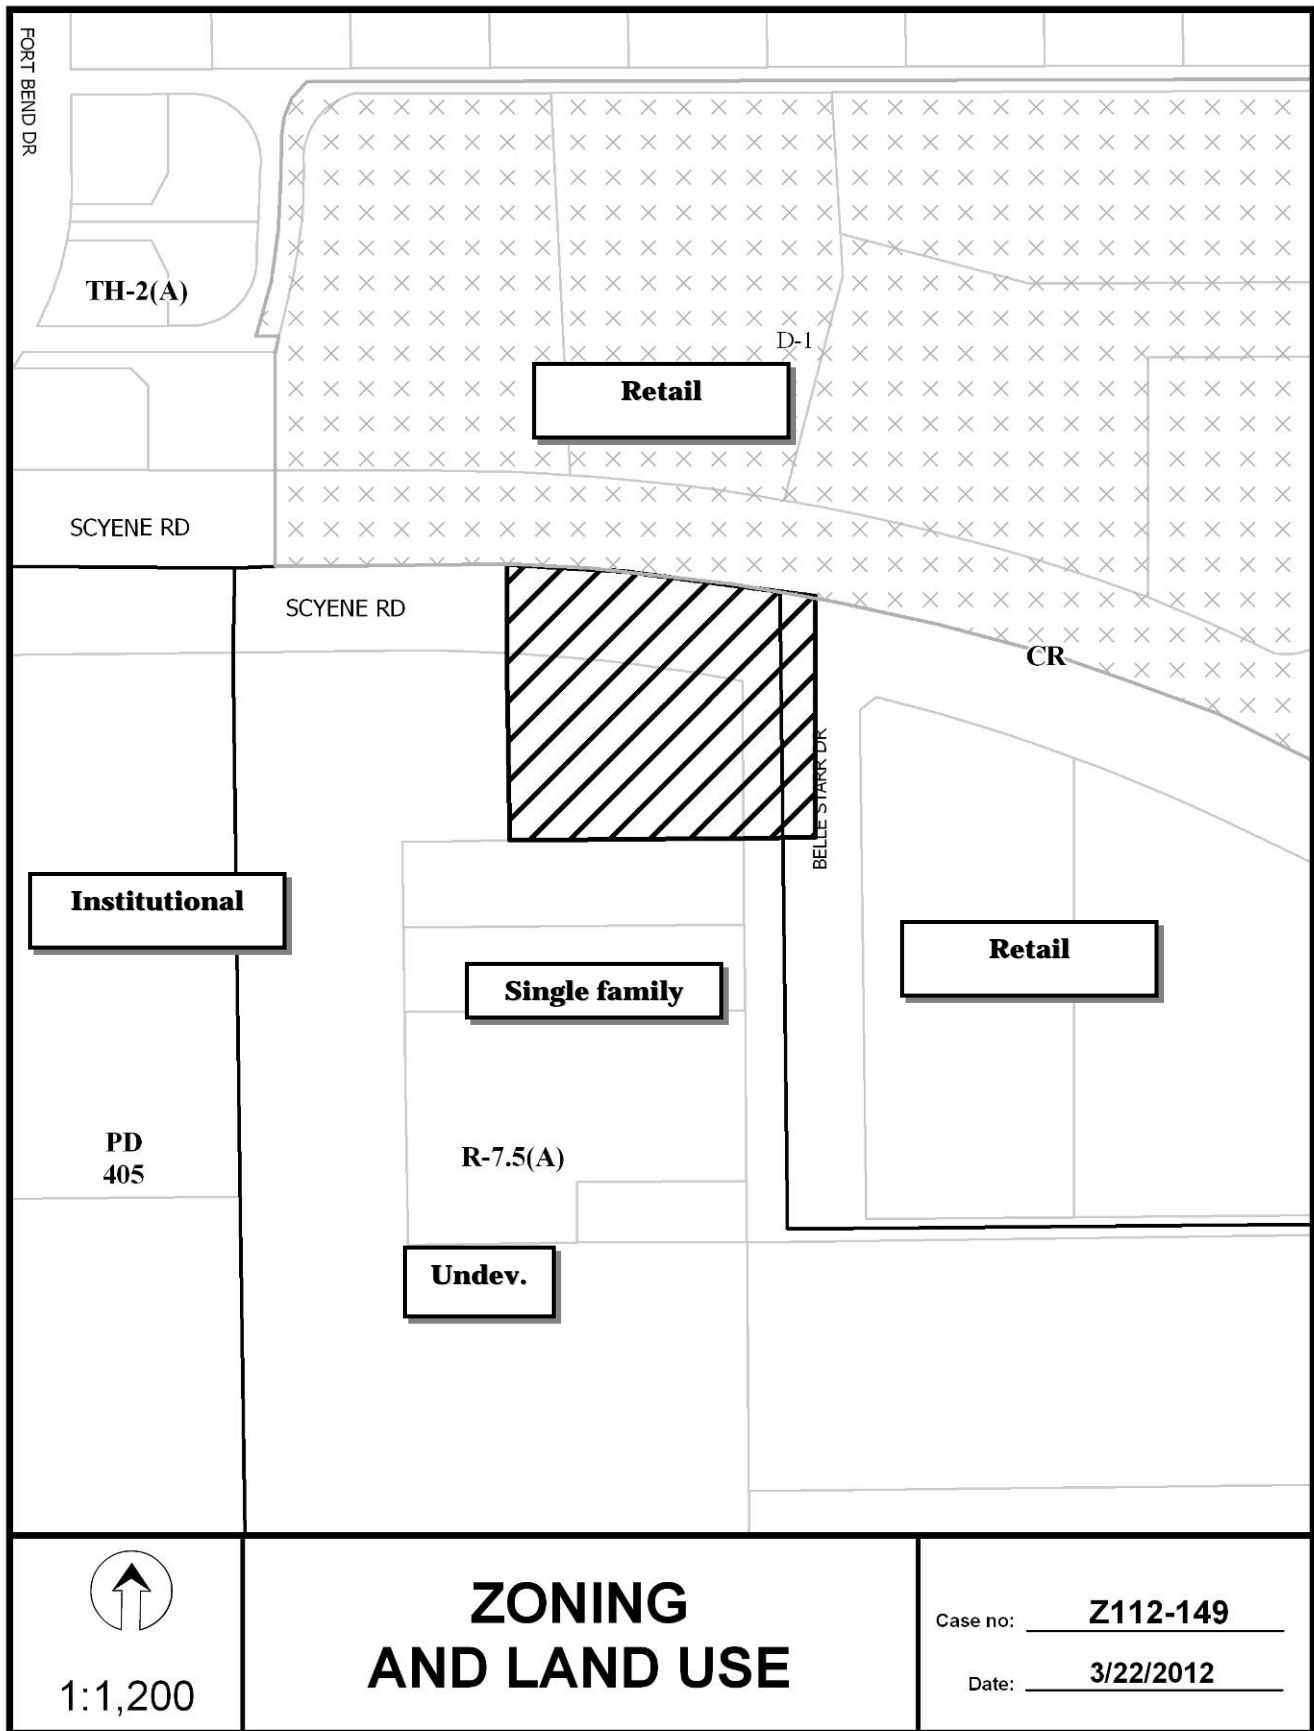 FORT BEND DR
TH-2(A)
D-1
Retail
SCYENE RD
SCYENE RD
CR
BELLE STARR DR
Institutional
Retail
Single family
PD
405
R-7.5(A)
Undev.
1:1,200
ZONING
AND LAND USE
Case no: Z112-149
Date: 3/22/2012